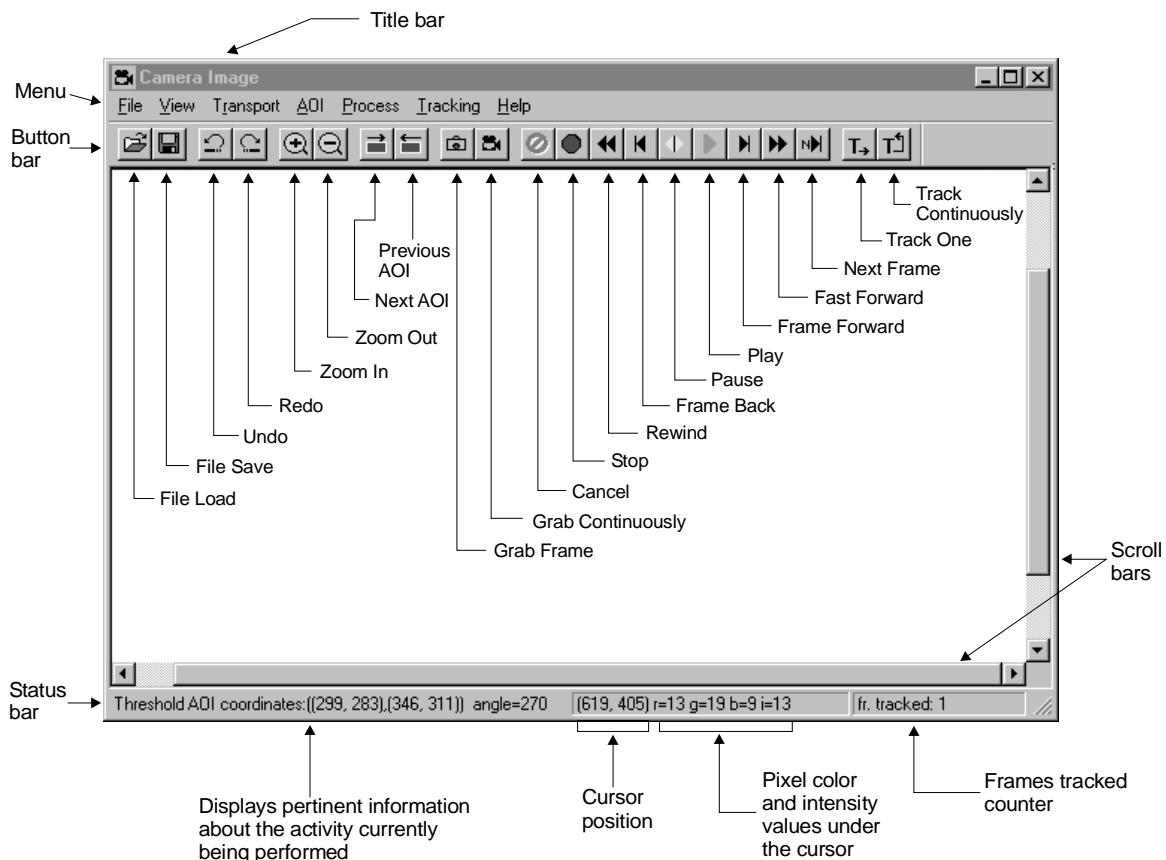 Title bar
Camera Image
Menu
File View Transport AOI Process Tracking Help
Button
bar
N
T T
Track
Continuously
Previous
AOI
Track One
Next Frame
Next AOI
Fast Forward
Frame Forward
Zoom Out
Play
Zoom In
Pause
Redo
Frame Back
Undo
Rewind
File Save
Stop
File Load
Cancel
Grab Continuously
Grab Frame
Scroll
bars
Status
bar
Threshold AOI coordinates:((299, 283),(346, 311)) angle=270 (619, 405) r=13 g=19 b=9 i=13 fr. tracked: 1
Displays pertinent information
about the activity currently
being performed
Cursor
position
Pixel color
and intensity
values under
the cursor
Frames tracked
counter